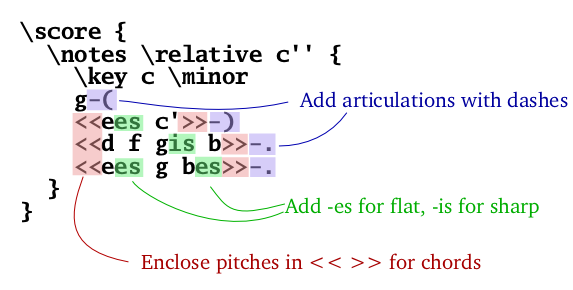 \score {
\notes \relative c'' {
\key c \minor
g-(
<<ees c'>>-)
<<d f gis b>>-.
<<ees g bes>>-.
}
}
Add articulations with dashes
Add -es for flat, -is for sharp
Enclose pitches in << >> for chords